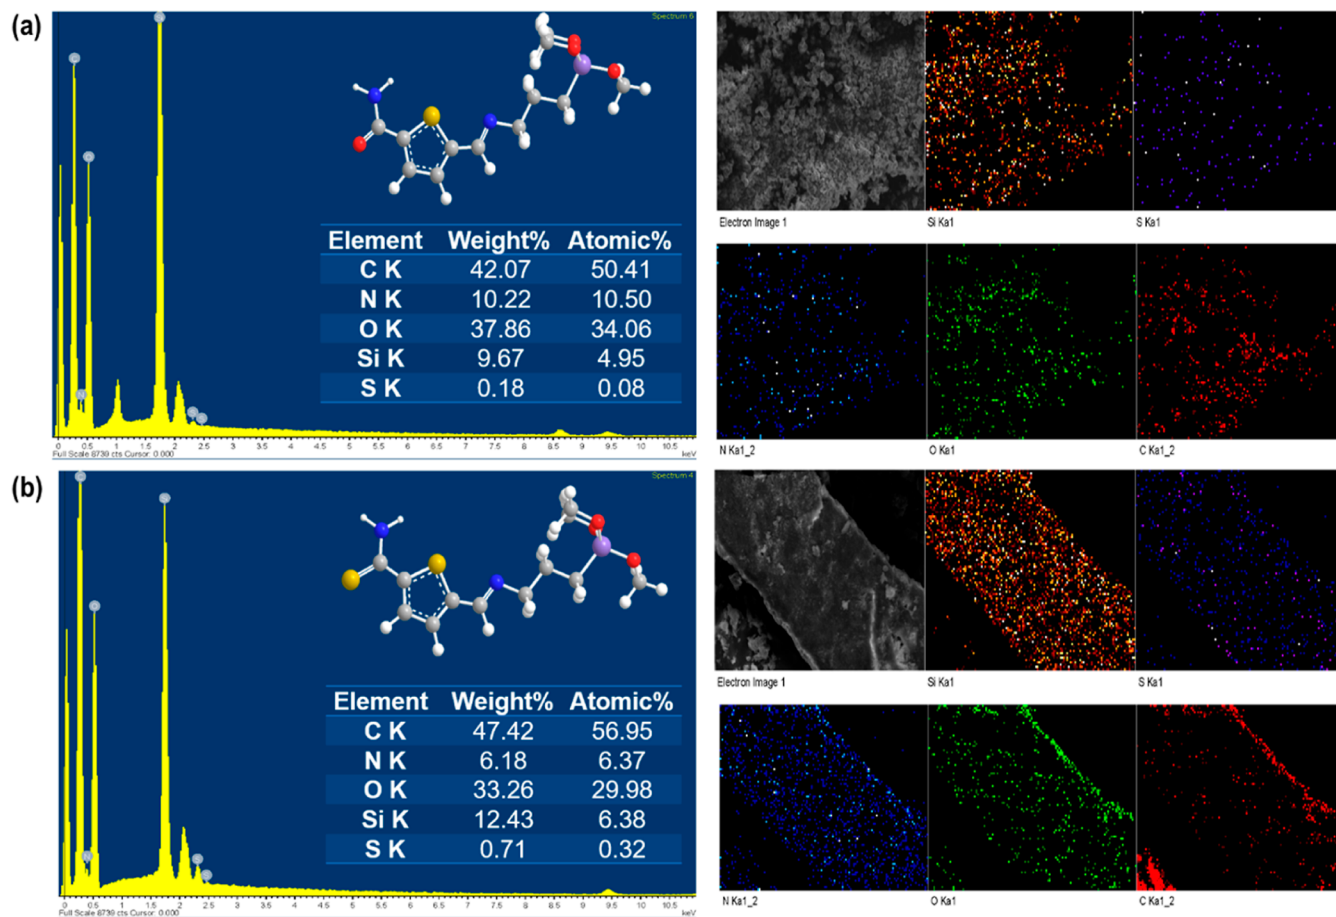 (a)
Spectrum 6
Element Weight% Atomic%
C K 42.07 50.41
N K 10.22 10.50
O K 37.86 34.06
Si K 9.67 4.95
S K 0.18 0.08
0 0.5 1 1.5 2 2.5 3 3.5 4 4.5 5 5.5 6 6.5 7 7.5 8 8.5 9 9.5 10 10.5
Full Scale 8739 cts Cursor: 0.000 keV
Electron Image 1 Si Ka1 S Ka1
N Ka1_2 O Ka1 C Ka1_2
(b)
Spectrum 4
Element Weight% Atomic%
C K 47.42 56.95
N K 6.18 6.37
O K 33.26 29.98
Si K 12.43 6.38
S K 0.71 0.32
0 0.5 1 1.5 2 2.5 3 3.5 4 4.5 5 5.5 6 6.5 7 7.5 8 8.5 9 9.5 10 10.5
Full Scale 8739 cts Cursor: 0.000 keV
Electron Image 1 Si Ka1 S Ka1
N Ka1_2 O Ka1 C Ka1_2